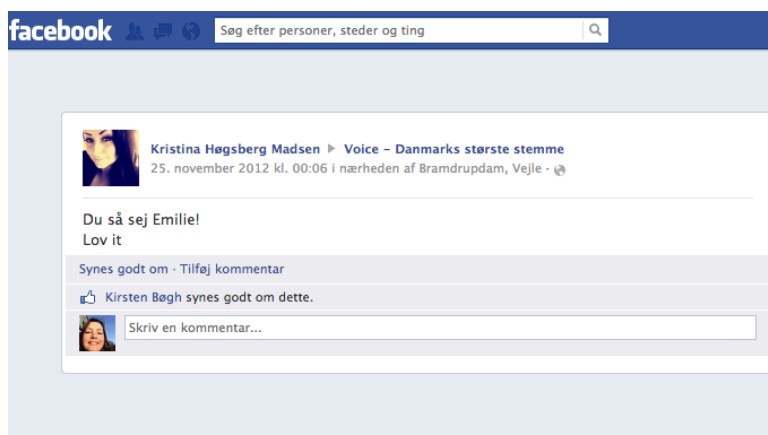 facebook
Søg efter personer, steder og ting
Kristina Høgsberg Madsen ▶ Voice – Danmarks største stemme
25. november 2012 kl. 00:06 i nærheden af Bramdrupdam, Vejle ·
Du så sej Emilie!
Lov it
Synes godt om · Tilføj kommentar
Kirsten Bøgh synes godt om dette.
Skriv en kommentar...